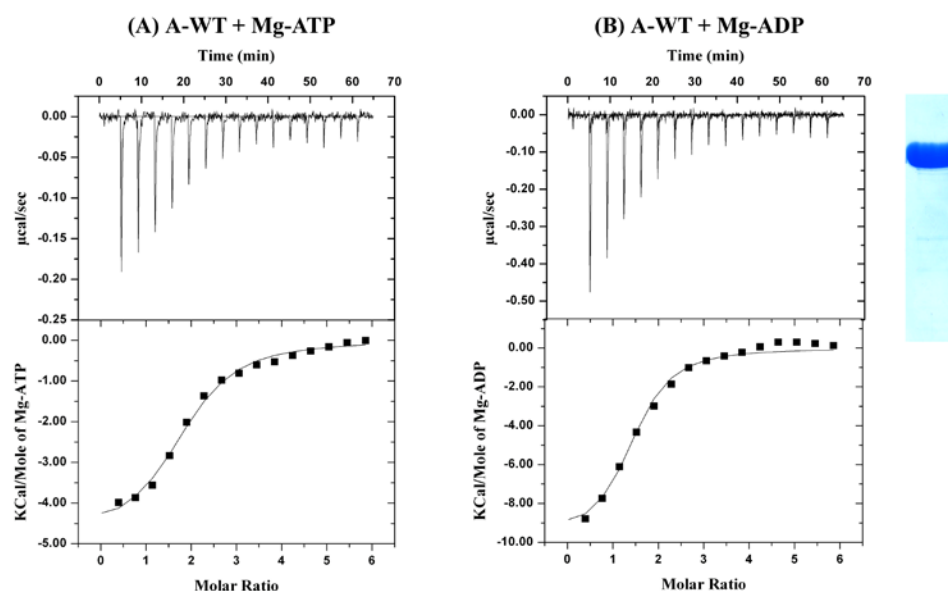 (A) A-WT + Mg-ATP
Time (min)
0 10 20 30 40 50 60 70
0.00
-0.05
-0.10
-0.15
-0.20
-0.25
µcal/sec
0.00
-1.00
-2.00
-3.00
-4.00
-5.00
KCal/Mole of Mg-ATP
0 1 2 3 4 5 6
Molar Ratio
(B) A-WT + Mg-ADP
Time (min)
0 10 20 30 40 50 60 70
0.00
-0.10
-0.20
-0.30
-0.40
-0.50
µcal/sec
0.00
-2.00
-4.00
-6.00
-8.00
-10.00
KCal/Mole of Mg-ADP
0 1 2 3 4 5 6
Molar Ratio